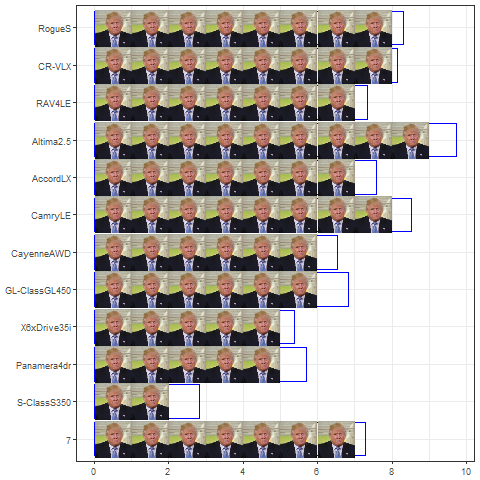 RogueS
CR-VLX
RAV4LE
Altima2.5
AccordLX
CamryLE
CayenneAWD
GL-ClassGL450
X6xDrive35i
Panamera4dr
S-ClassS350
7
0 2 4 6 8 10